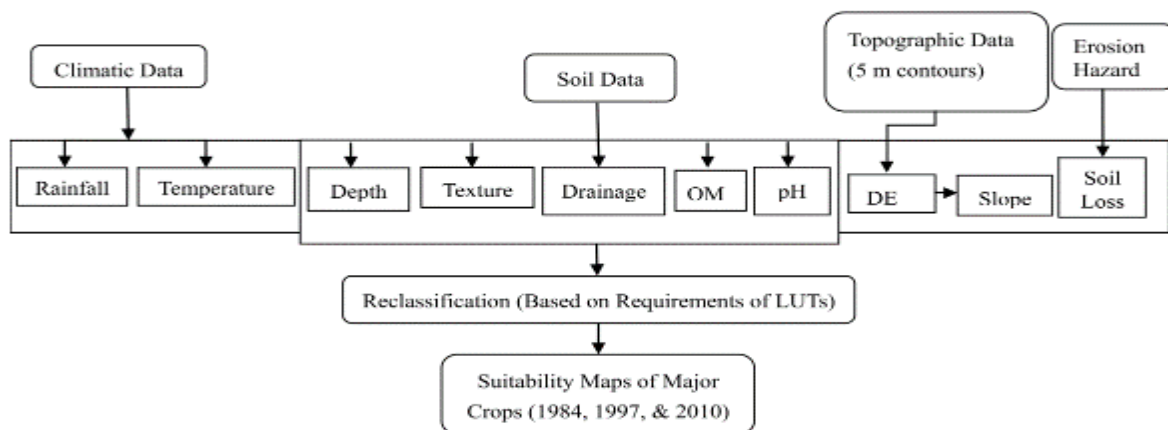 Climatic Data
Soil Data
Topographic Data
(5 m contours)
Erosion
Hazard
Rainfall
Temperature
Depth
Texture
Drainage
OM
pH
DE
Slope
Soil
Loss
Reclassification (Based on Requirements of LUTs)
Suitability Maps of Major
Crops (1984, 1997, & 2010)